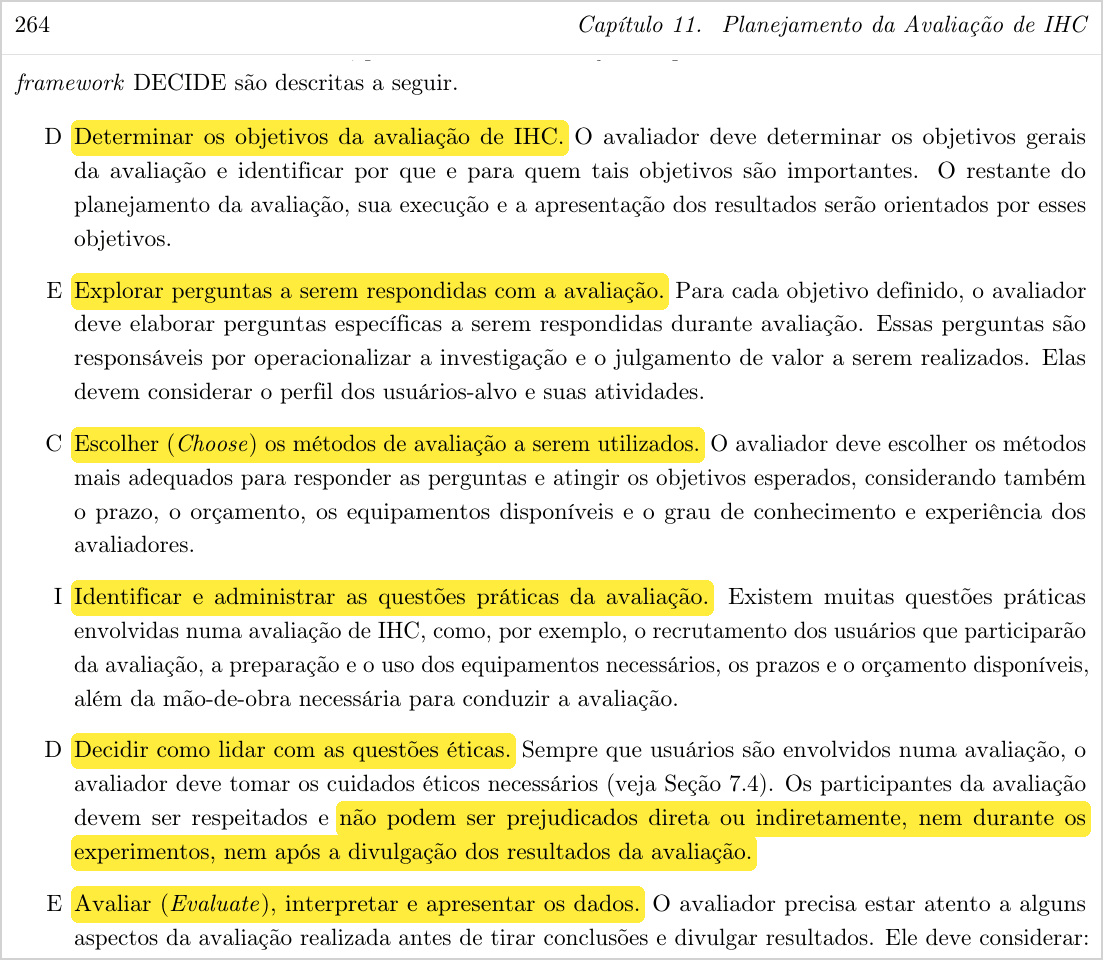 264 Capítulo 11. Planejamento da Avaliação de IHC
framework DECIDE são descritas a seguir.
D Determinar os objetivos da avaliação de IHC. O avaliador deve determinar os objetivos gerais
da avaliação e identificar por que e para quem tais objetivos são importantes. O restante do
planejamento da avaliação, sua execução e a apresentação dos resultados serão orientados por esses
objetivos.
E Explorar perguntas a serem respondidas com a avaliação. Para cada objetivo definido, o avaliador
deve elaborar perguntas específicas a serem respondidas durante avaliação. Essas perguntas são
responsáveis por operacionalizar a investigação e o julgamento de valor a serem realizados. Elas
devem considerar o perfil dos usuários-alvo e suas atividades.
C Escolher (Choose) os métodos de avaliação a serem utilizados. O avaliador deve escolher os métodos
mais adequados para responder as perguntas e atingir os objetivos esperados, considerando também
o prazo, o orçamento, os equipamentos disponíveis e o grau de conhecimento e experiência dos
avaliadores.
I Identificar e administrar as questões práticas da avaliação. Existem muitas questões práticas
envolvidas numa avaliação de IHC, como, por exemplo, o recrutamento dos usuários que participarão
da avaliação, a preparação e o uso dos equipamentos necessários, os prazos e o orçamento disponíveis,
além da mão-de-obra necessária para conduzir a avaliação.
D Decidir como lidar com as questões éticas. Sempre que usuários são envolvidos numa avaliação, o
avaliador deve tomar os cuidados éticos necessários (veja Seção 7.4). Os participantes da avaliação
devem ser respeitados e não podem ser prejudicados direta ou indiretamente, nem durante os
experimentos, nem após a divulgação dos resultados da avaliação.
E Avaliar (Evaluate), interpretar e apresentar os dados. O avaliador precisa estar atento a alguns
aspectos da avaliação realizada antes de tirar conclusões e divulgar resultados. Ele deve considerar: